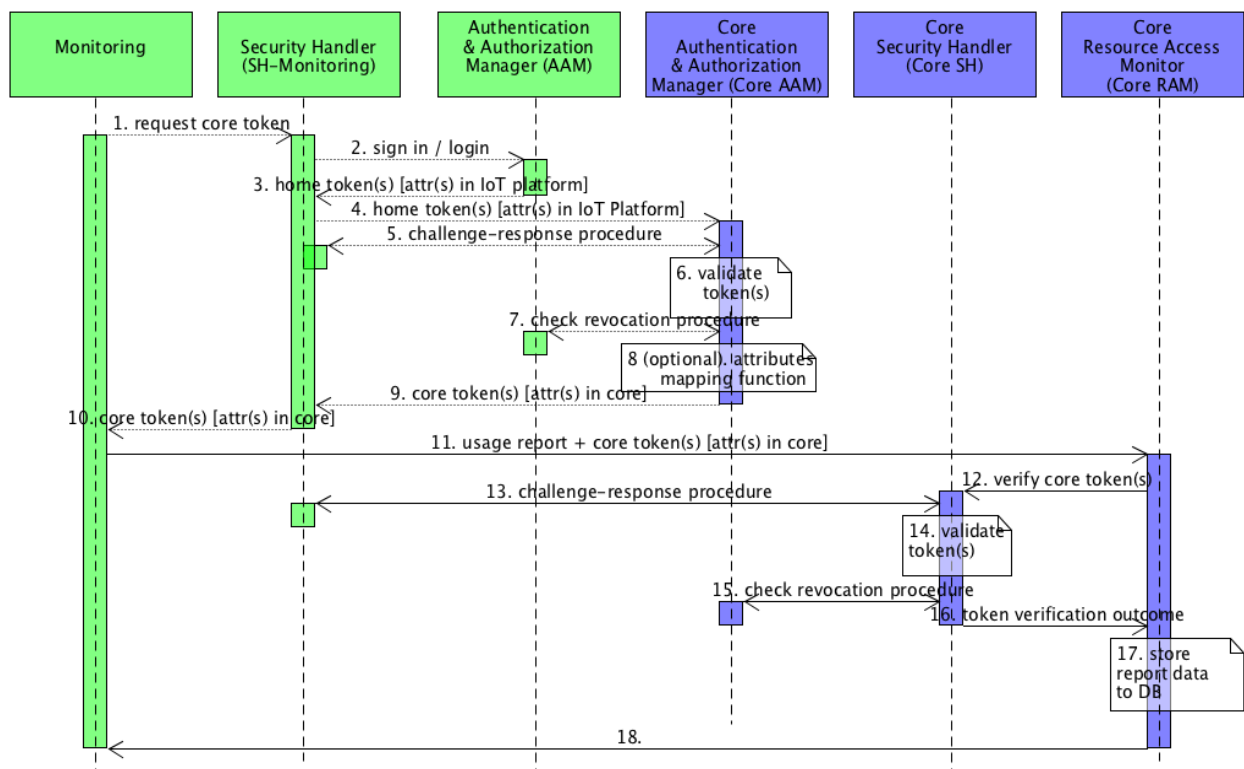 Monitoring
Security Handler
(SH-Monitoring)
Authentication
& Authorization
Manager (AAM)
Core
Authentication
& Authorization
Manager (Core AAM)
Core
Security Handler
(Core SH)
Core
Resource Access
Monitor
(Core RAM)
1. request core token
2. sign in / login
3. home token(s) [attr(s) in IoT platform]
4. home token(s) [attr(s) in IoT Platform]
5. challenge-response procedure
6. validate
token(s)
7. check revocation procedure
8 (optional). attributes
mapping function
9. core token(s) [attr(s) in core]
10. core token(s) [attr(s) in core]
11. usage report + core token(s) [attr(s) in core]
12. verify core token(s)
13. challenge-response procedure
14. validate
token(s)
15. check revocation procedure
16. token verification outcome
17. store
report data
to DB
18.